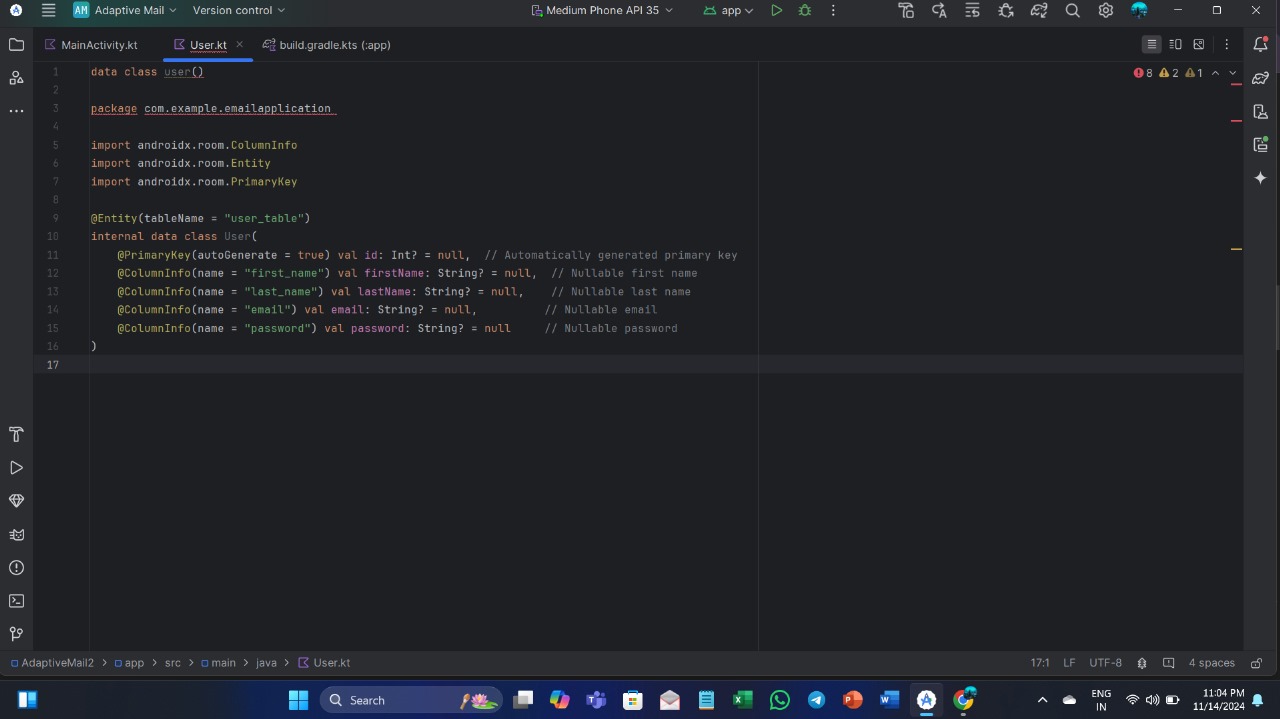 AM Adaptive Mail Version control Medium Phone API 35 app
MainActivity.kt User.kt build.gradle.kts (:app)
8 2 1
1 data class user()
2
3 package com.example.emailapplication
4
5 import androidx.room.ColumnInfo
6 import androidx.room.Entity
7 import androidx.room.PrimaryKey
8
9 @Entity(tableName = "user_table")
10 internal data class User(
11 @PrimaryKey(autoGenerate = true) val id: Int? = null, // Automatically generated primary key
12 @ColumnInfo(name = "first_name") val firstName: String? = null, // Nullable first name
13 @ColumnInfo(name = "last_name") val lastName: String? = null, // Nullable last name
14 @ColumnInfo(name = "email") val email: String? = null, // Nullable email
15 @ColumnInfo(name = "password") val password: String? = null // Nullable password
16 )
17
AdaptiveMail2 > app > src > main > java > User.kt 17:1 LF UTF-8 4 spaces
Search ENG IN 11:04 PM 11/14/2024